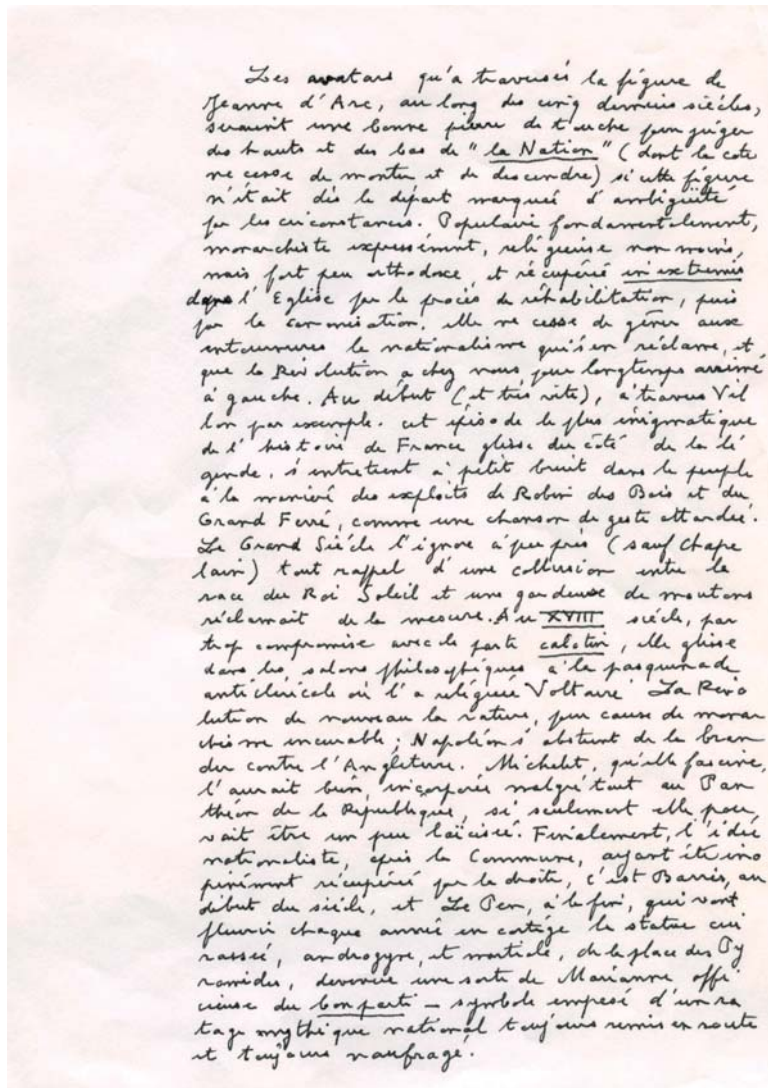 Les avatars qu'a traversés la figure de
Jeanne d'Arc, au long des cinq derniers siècles,
seraient une bonne pierre de touche pour juger
des hauts et des bas de "la Nation" (dont la cote
ne cesse de monter et de descendre) si cette figure
n'était dès le départ marquée d'ambigüité
par les circonstances. Populaire fondamentalement,
monarchiste expressément, religieuse non moins,
mais fort peu orthodoxe, et récupérée in extremis
dans l'Eglise par le procès de réhabilitation, puis
par la canonisation, elle ne cesse de gêner aux
entournures le nationalisme qui s'en réclame, et
que la Révolution a chez nous pour longtemps arrimé
à gauche. Au début (et très vite), à travers Vil
lon par exemple, cet épisode le plus énigmatique
de l'histoire de France glisse du côté de la lé
gende, s'entretient à petit bruit dans le peuple
à la manière des exploits de Robin des Bois et du
Grand Ferré, comme une chanson de geste attardée.
Le Grand Siècle l'ignore à peu près (sauf Chape
lain) tout rappel d'une collusion entre la
race du Roi Soleil et une gardeuse de moutons
réclamait de la mesure. Au XVIII siècle, par
trop compromise avec le parti calotin, elle glisse
dans les salons philosophiques à la pasquinade
anticléricale où l'a reléguée Voltaire. La Révo
lution de nouveau la rature, pour cause de monar
chisme incurable; Napoléon s'abstient de la bran
dir contre l'Angleterre. Michelet, qu'elle fascine,
l'aurait bien, incorporée malgré tout au Pan
théon de la République, si seulement elle pou
vait être un peu laïcisée. Finalement, l'idée
nationaliste, après la Commune, ayant été ino
pinément récupérée par la droite, c'est Barrès, au
début du siècle, et Le Pen, à la fin, qui vont
fleurir chaque année en cortège la statue cui
rassée, androgyne, et martiale, de la place des Py
ramides, devenue une sorte de Marianne offi
cieuse du bon parti – symbole empesé d'un ra
tage mythique national toujours remis en route
et toujours naufragé.